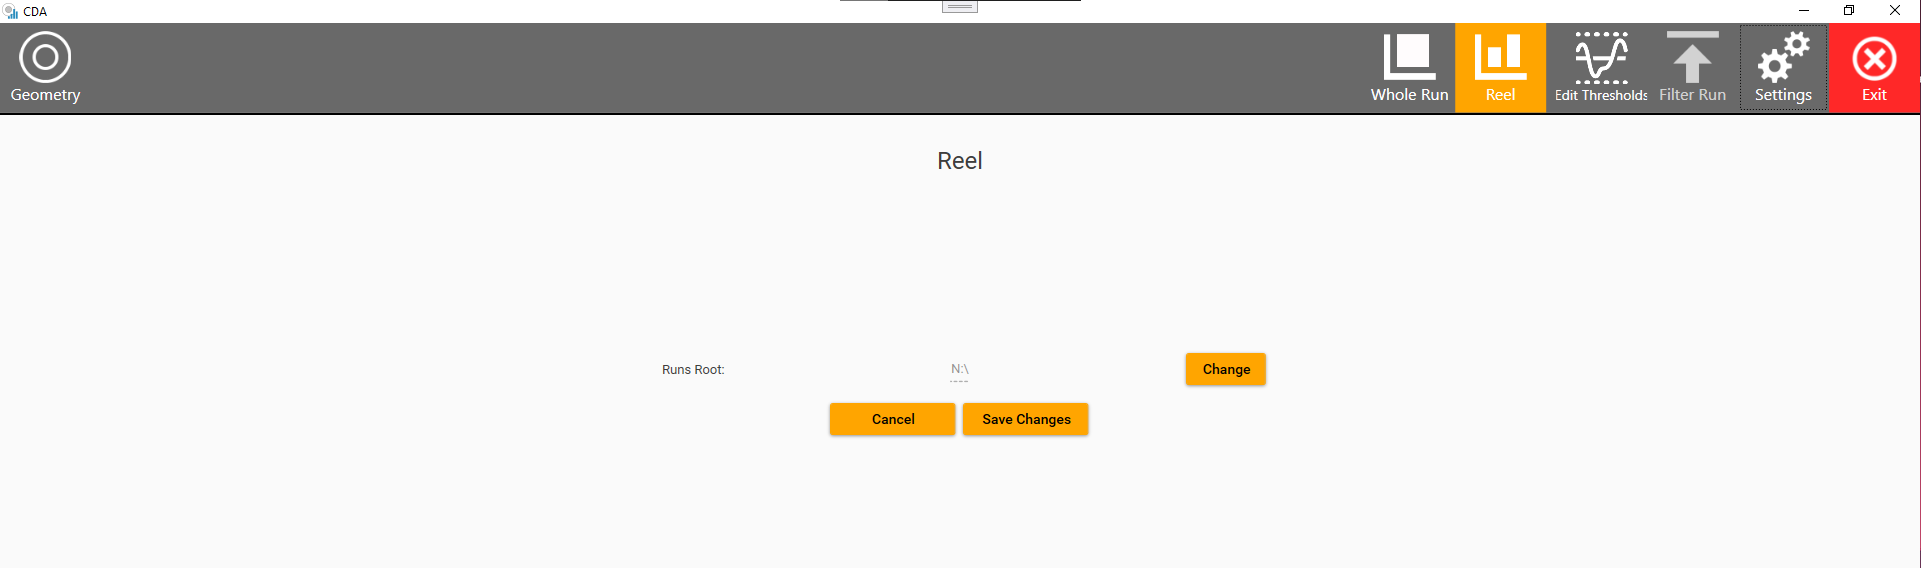 CDA
Geometry
Whole Run
Reel
Edit Thresholds
Filter Run
Settings
Exit
Reel
Runs Root:
N:\
Change
Cancel
Save Changes